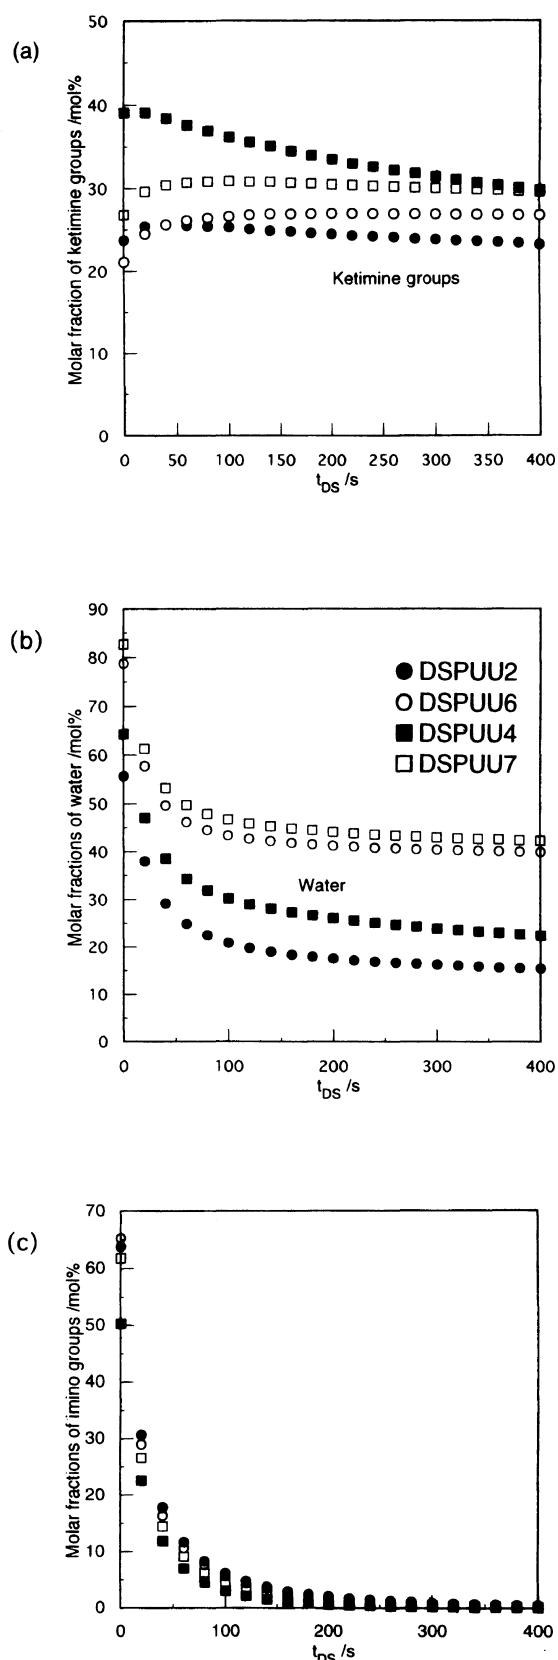 (a)
Molar fraction of ketimine groups /mol%
50
40
30
20
10
0
Ketimine groups
0 50 100 150 200 250 300 350 400
tDS /s
(b)
Molar fractions of water /mol%
90
80
70
60
50
40
30
20
10
0
DSPUU2
DSPUU6
DSPUU4
DSPUU7
Water
0 100 200 300 400
tDS /s
(c)
Molar fractions of imino groups /mol%
70
60
50
40
30
20
10
0
0 100 200 300 400
tDS /s